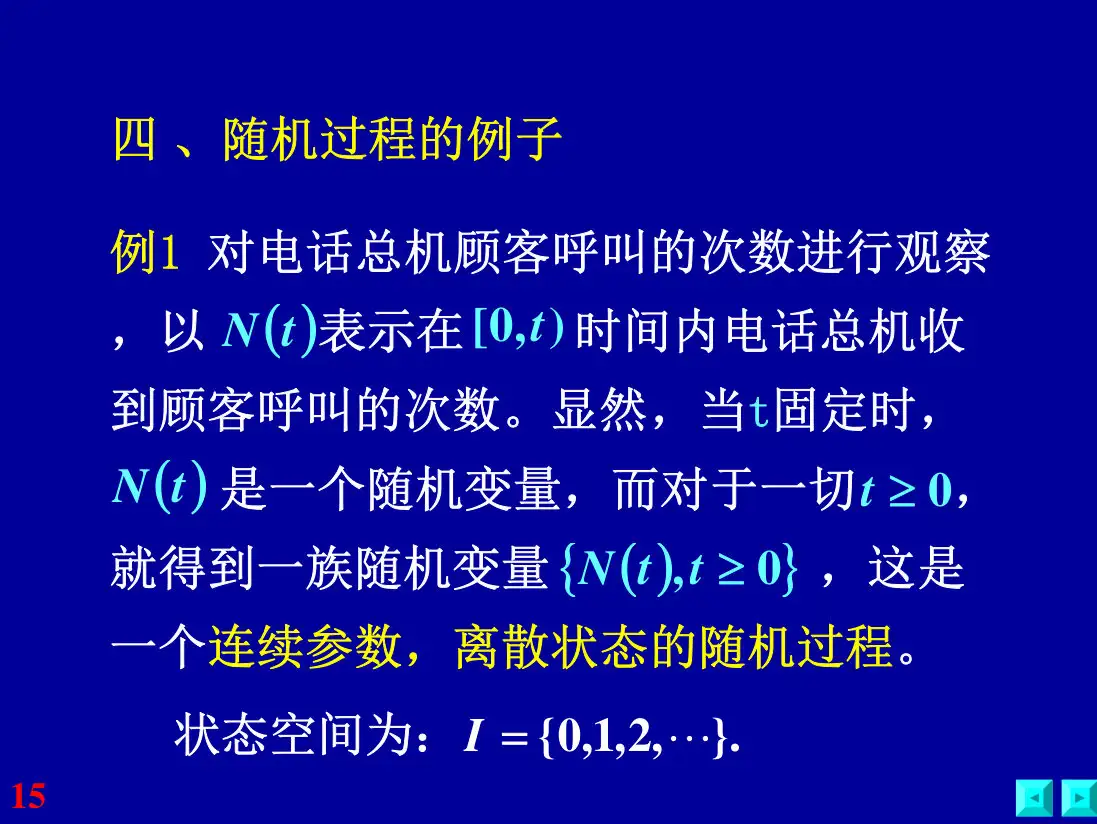 四 、随机过程的例子
例1 对电话总机顾客呼叫的次数进行观察
，以 N(t)表示在[0,t)时间内电话总机收
到顾客呼叫的次数。显然，当t固定时，
N(t) 是一个随机变量，而对于一切t ≥ 0，
就得到一族随机变量{N(t),t ≥ 0} ，这是
一个连续参数，离散状态的随机过程。
状态空间为：I = {0,1,2,⋯}.
15